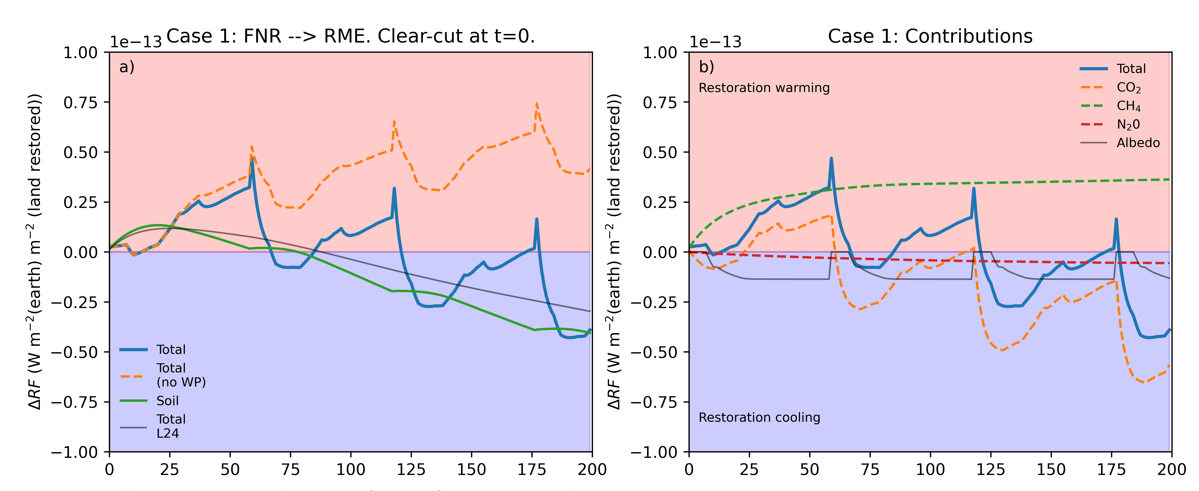 Case 1: FNR --> RME. Clear-cut at t=0.
1e−13
a)
1.00
0.75
0.50
0.25
0.00
−0.25
−0.50
−0.75
−1.00
ΔRF (W m−2(earth) m−2 (land restored))
Total
Total
(no WP)
Soil
Total
L24
0 25 50 75 100 125 150 175 200
Case 1: Contributions
1e−13
b)
Restoration warming
Total
CO2
CH4
N20
Albedo
1.00
0.75
0.50
0.25
0.00
−0.25
−0.50
−0.75
−1.00
ΔRF (W m−2(earth) m−2 (land restored))
Restoration cooling
0 25 50 75 100 125 150 175 200